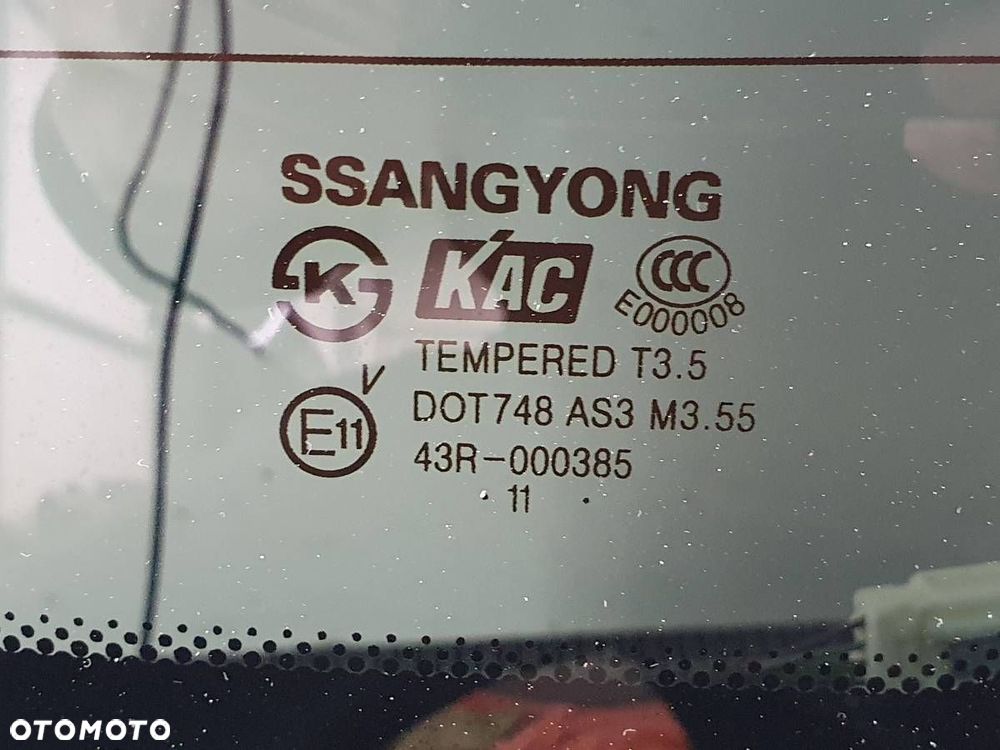 SSANGYONG
K KAC CCC
E000008
TEMPERED T3.5
V
DOT748 AS3 M3.55
E11
43R-000385
. 11 .
OTOMOTO